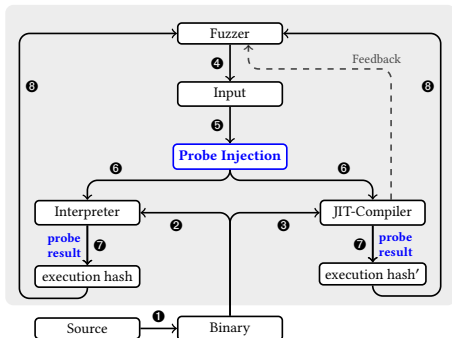 Fuzzer
Feedback
❹
❽
❽
Input
❺
Probe Injection
❻
❻
Interpreter
JIT-Compiler
❷
❸
probe
result
❼
❼
probe
result
execution hash
execution hash′
❶
Source
Binary